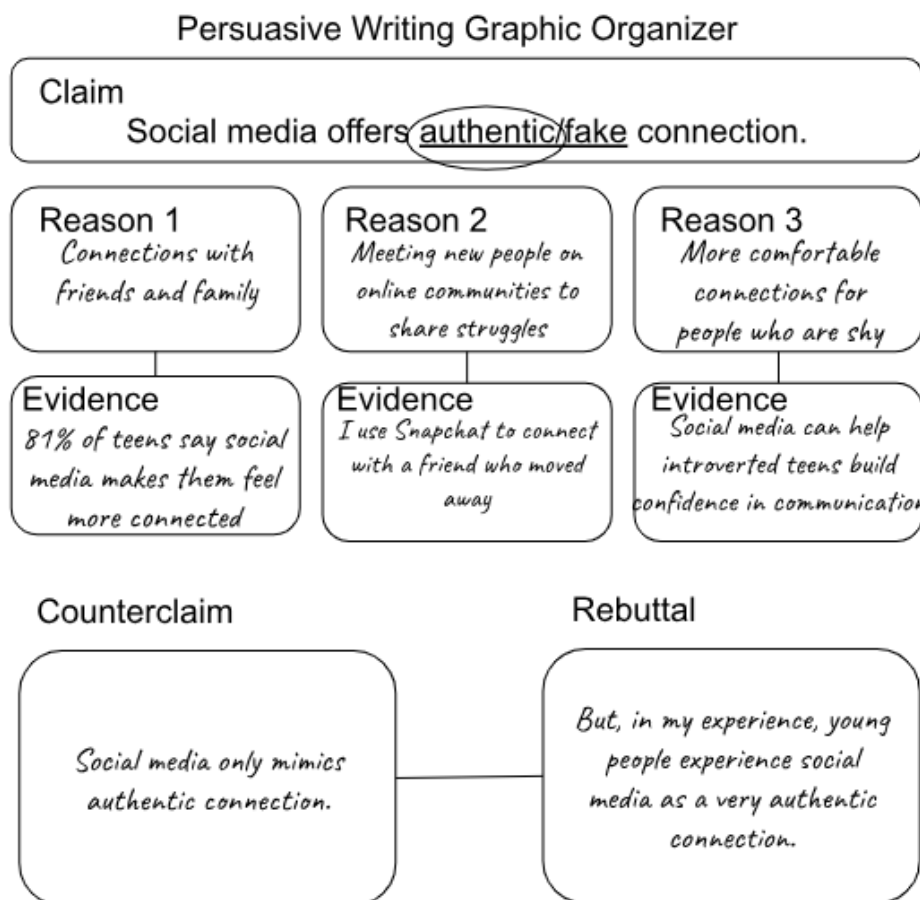 Persuasive Writing Graphic Organizer
Claim
Social media offers authentic/fake connection.
Reason 1
Connections with
friends and family
Reason 2
Meeting new people on
online communities to
share struggles
Reason 3
More comfortable
connections for
people who are shy
Evidence
81% of teens say social
media makes them feel
more connected
Evidence
I use Snapchat to connect
with a friend who moved
away
Evidence
Social media can help
introverted teens build
confidence in communication
Counterclaim
Social media only mimics
authentic connection.
Rebuttal
But, in my experience, young
people experience social
media as a very authentic
connection.